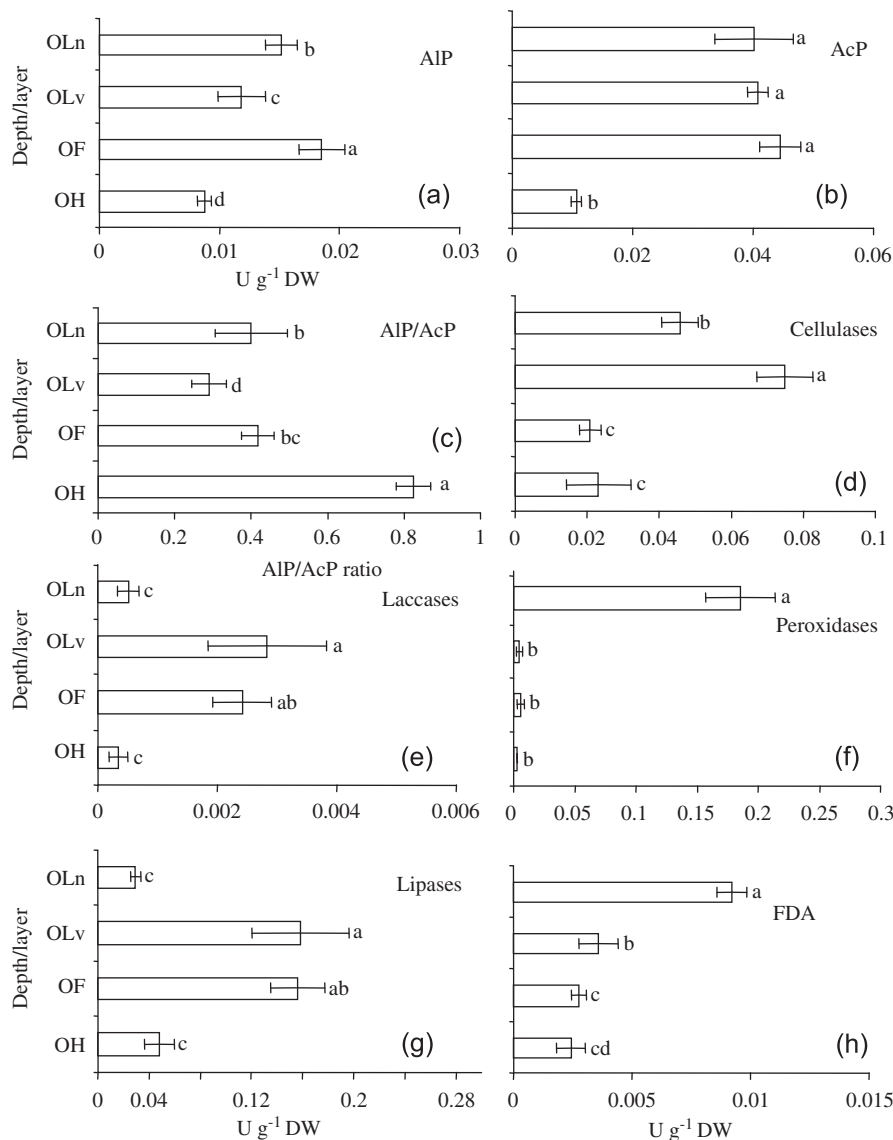 OLn
OLv
OF
OH
Depth/layer
b
c
a
d
AlP
(a)
0 0.01 0.02 0.03
U g-1 DW
a
a
a
b
AcP
(b)
0 0.02 0.04 0.06
OLn
OLv
OF
OH
Depth/layer
b
d
bc
a
AlP/AcP
(c)
0 0.2 0.4 0.6 0.8 1
AlP/AcP ratio
b
a
c
c
Cellulases
(d)
0 0.02 0.04 0.06 0.08 0.1
OLn
OLv
OF
OH
Depth/layer
c
a
ab
c
Laccases
(e)
0 0.002 0.004 0.006
a
b
b
b
Peroxidases
(f)
0 0.05 0.1 0.15 0.2 0.25 0.3
OLn
OLv
OF
OH
Depth/layer
c
a
ab
c
Lipases
(g)
0 0.04 0.12 0.2 0.28
U g-1 DW
a
b
c
cd
FDA
(h)
0 0.005 0.01 0.015
U g-1 DW